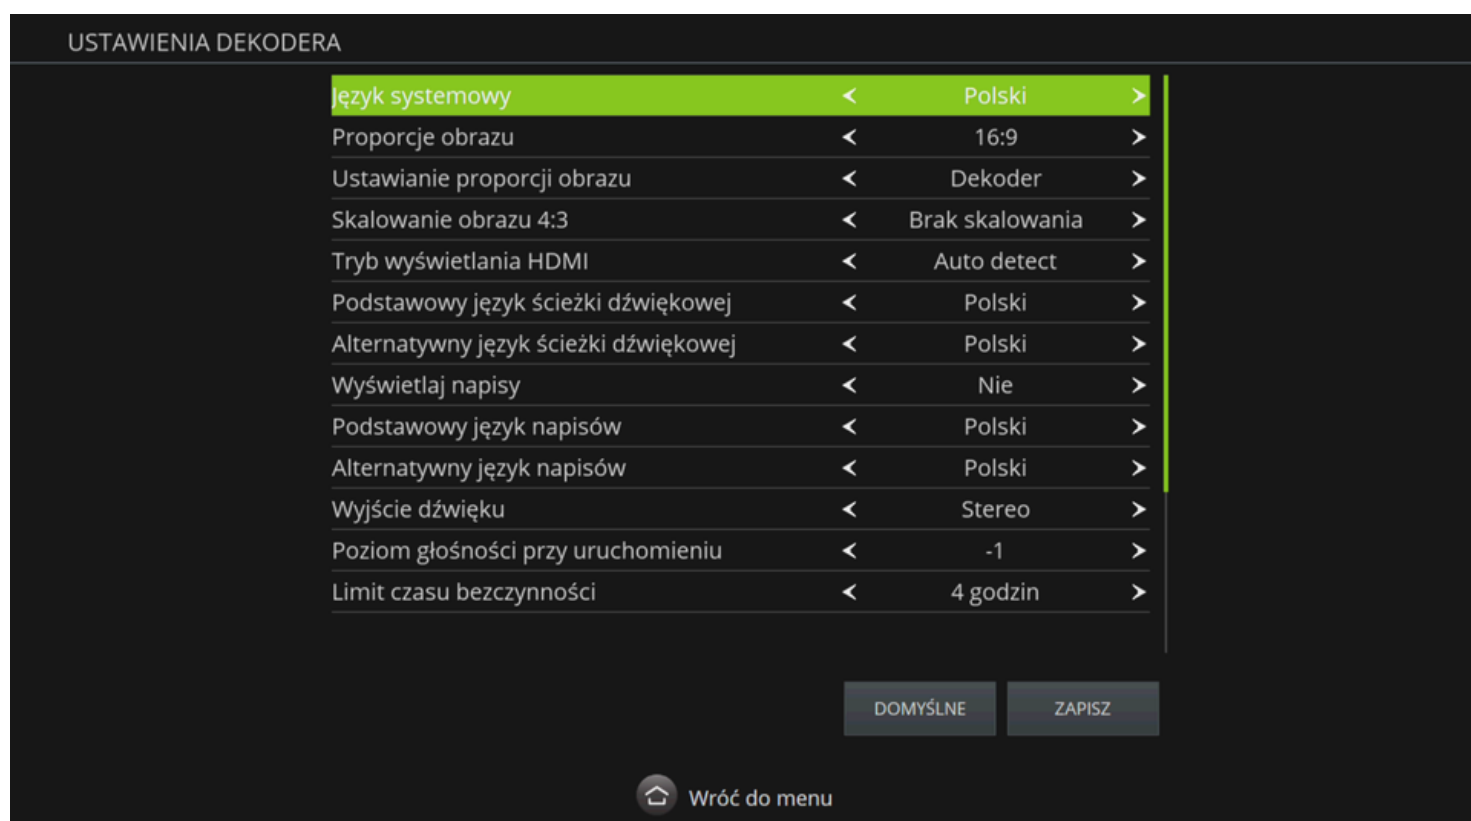 USTAWIENIA DEKODERA
Język systemowy < Polski >
Proporcje obrazu < 16:9 >
Ustawianie proporcji obrazu < Dekoder >
Skalowanie obrazu 4:3 < Brak skalowania >
Tryb wyświetlania HDMI < Auto detect >
Podstawowy język ścieżki dźwiękowej < Polski >
Alternatywny język ścieżki dźwiękowej < Polski >
Wyświetlaj napisy < Nie >
Podstawowy język napisów < Polski >
Alternatywny język napisów < Polski >
Wyjście dźwięku < Stereo >
Poziom głośności przy uruchomieniu < -1 >
Limit czasu bezczynności < 4 godzin >
DOMYŚLNE ZAPISZ
Wróć do menu